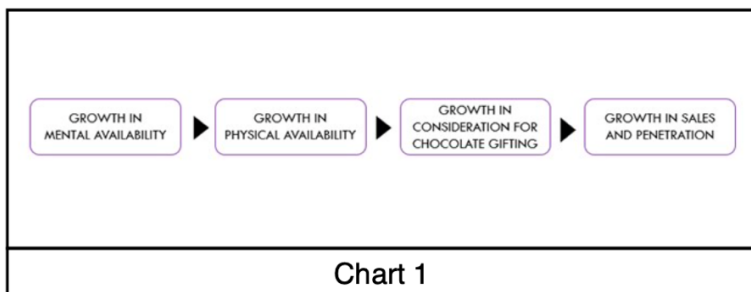 GROWTH IN
MENTAL AVAILABILITY
GROWTH IN
PHYSICAL AVAILABILITY
GROWTH IN
CONSIDERATION FOR
CHOCOLATE GIFTING
GROWTH IN SALES
AND PENETRATION
Chart 1